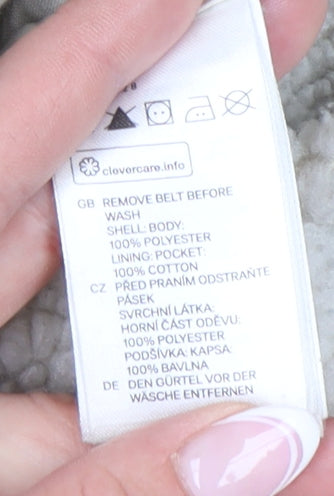 clevercare.info
GB REMOVE BELT BEFORE
WASH
SHELL: BODY:
100% POLYESTER
LINING: POCKET:
100% COTTON
CZ PŘED PRANÍM ODSTRAŇTE
PÁSEK
SVRCHNÍ LÁTKA:
HORNÍ ČÁST ODĚVU:
100% POLYESTER
PODŠÍVKA: KAPSA:
100% BAVLNA
DE DEN GÜRTEL VOR DER
WÄSCHE ENTFERNEN